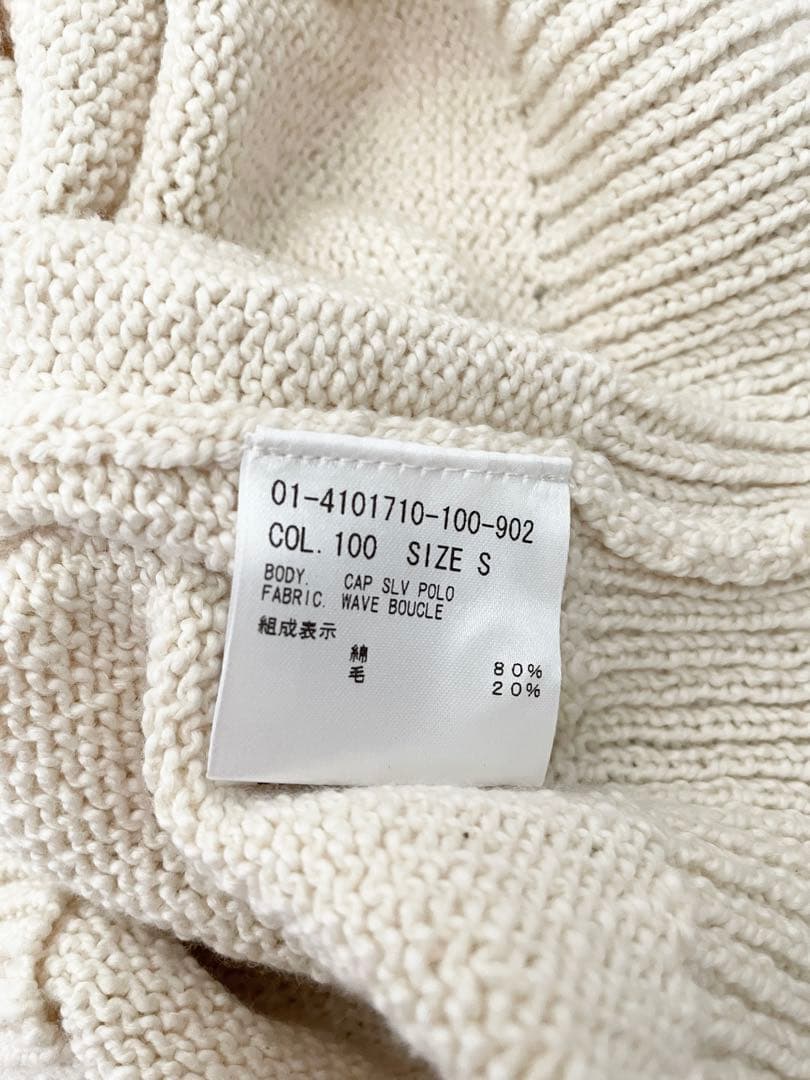 01-4101710-100-902
COL. 100 SIZE S
BODY. CAP SLV POLO
FABRIC. WAVE BOUCLE
組成表示
綿 80%
毛 20%